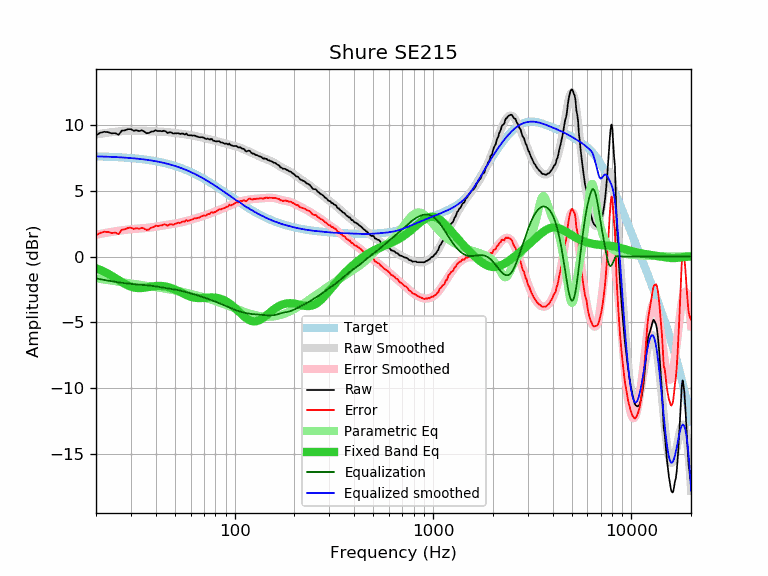 Shure SE215
10
5
0
−5
−10
−15
Amplitude (dBr)
Target
Raw Smoothed
Error Smoothed
Raw
Error
Parametric Eq
Fixed Band Eq
Equalization
Equalized smoothed
100 1000 10000
Frequency (Hz)